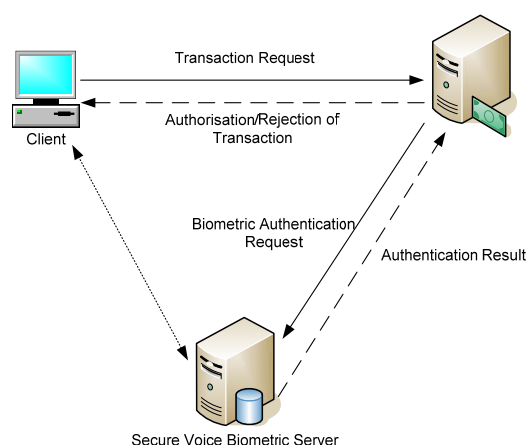 Transaction Request
Authorisation/Rejection of
Transaction
Client
Biometric Authentication
Request
Authentication Result
Secure Voice Biometric Server